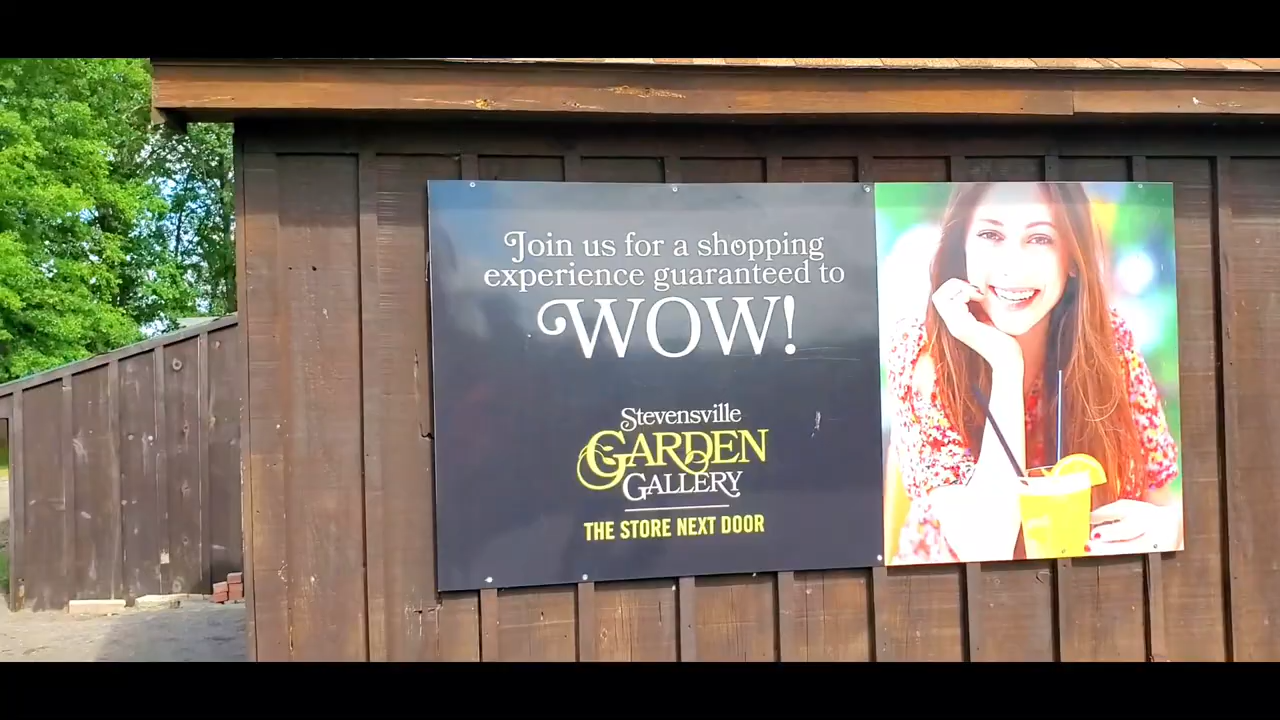 Join us for a shopping
experience guaranteed to
WOW!
Stevensville
GARDEN
GALLERY
THE STORE NEXT DOOR